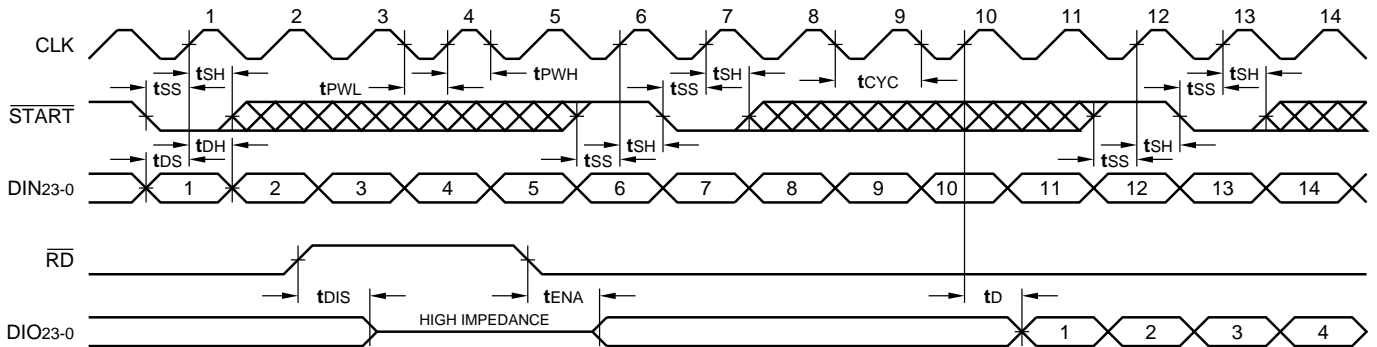 1 2 3 4 5 6 7 8 9 10 11 12 13 14
CLK
tSS tSH tPWL tPWH tSS tSH tCYC tSS tSH
START
tDS tDH tSS tSH tSS tSH
DIN23-0 1 2 3 4 5 6 7 8 9 10 11 12 13 14
RD
tDIS tENA tD
DIO23-0 HIGH IMPEDANCE 1 2 3 4